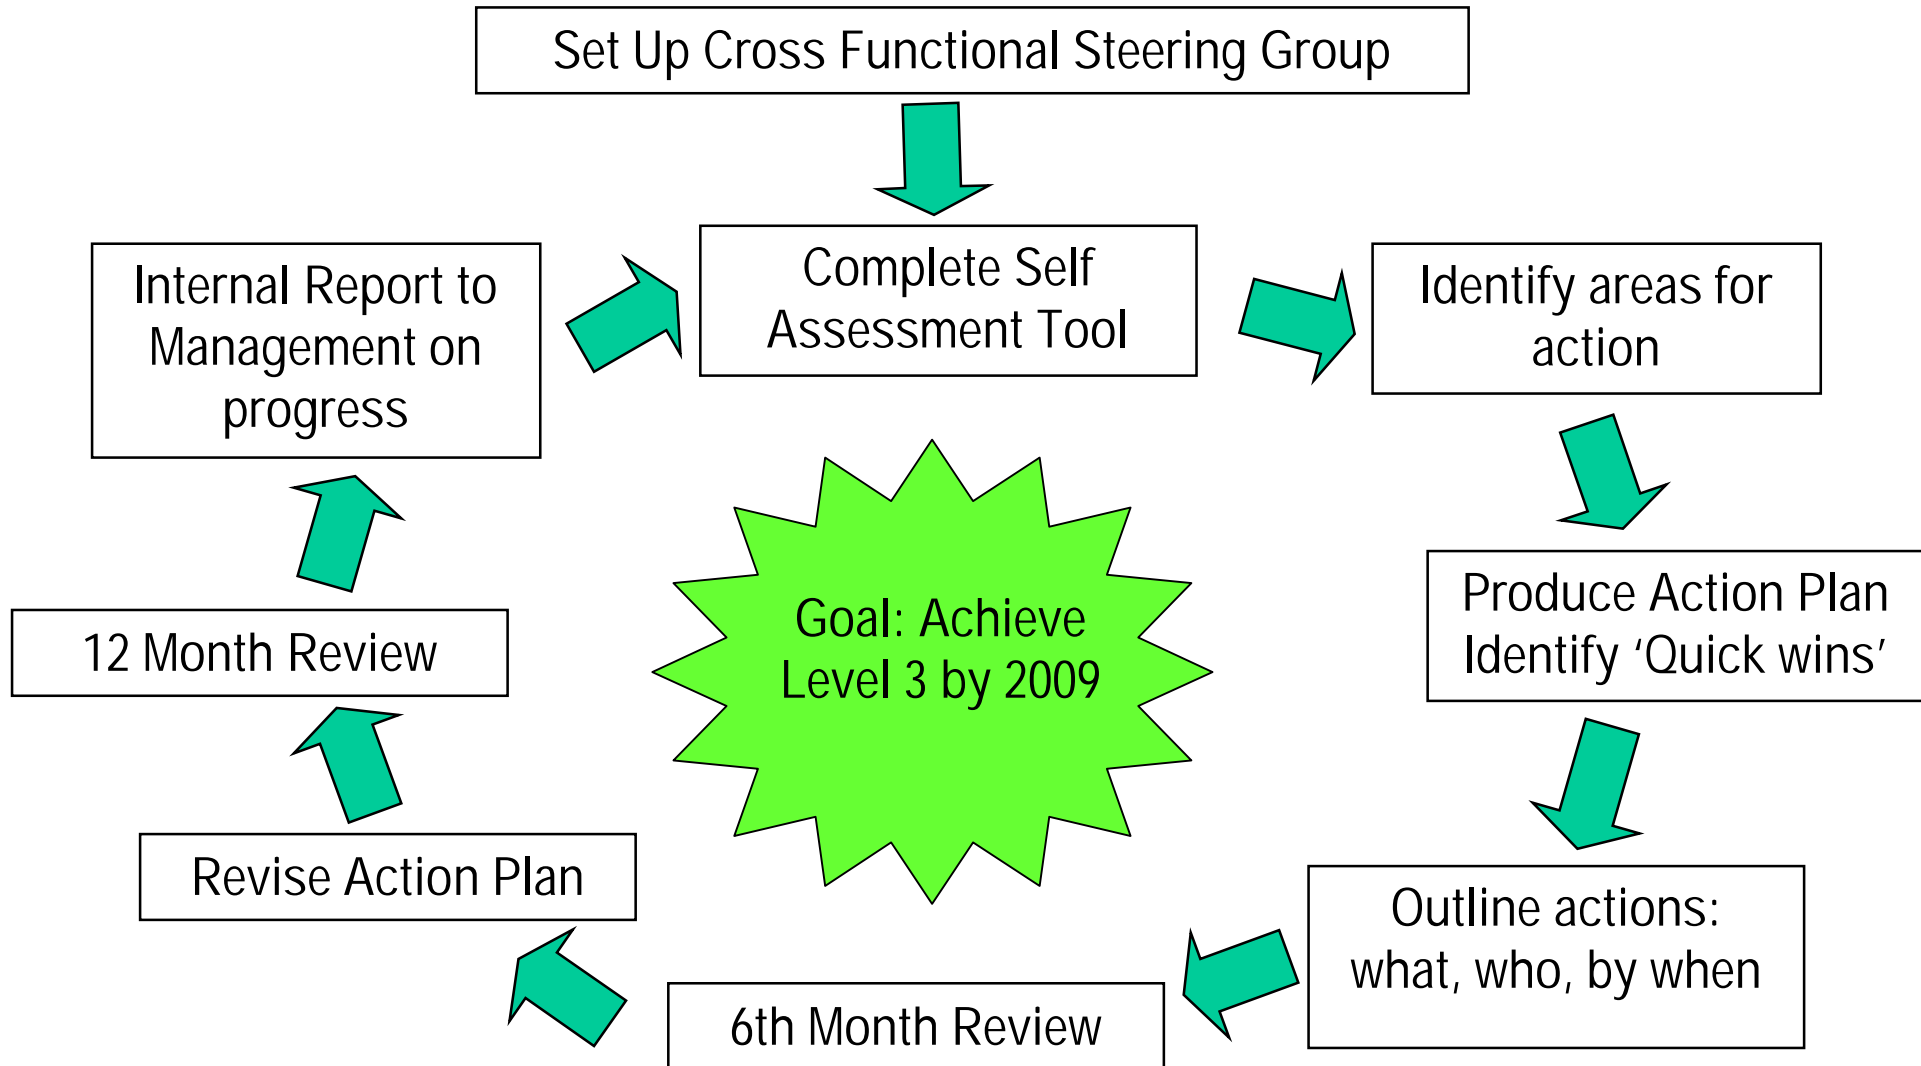 Set Up Cross Functional Steering Group
Complete Self
Assessment Tool
Identify areas for
action
Produce Action Plan
Identify ‘Quick wins’
Outline actions:
what, who, by when
6th Month Review
Revise Action Plan
12 Month Review
Internal Report to
Management on
progress
Goal: Achieve
Level 3 by 2009